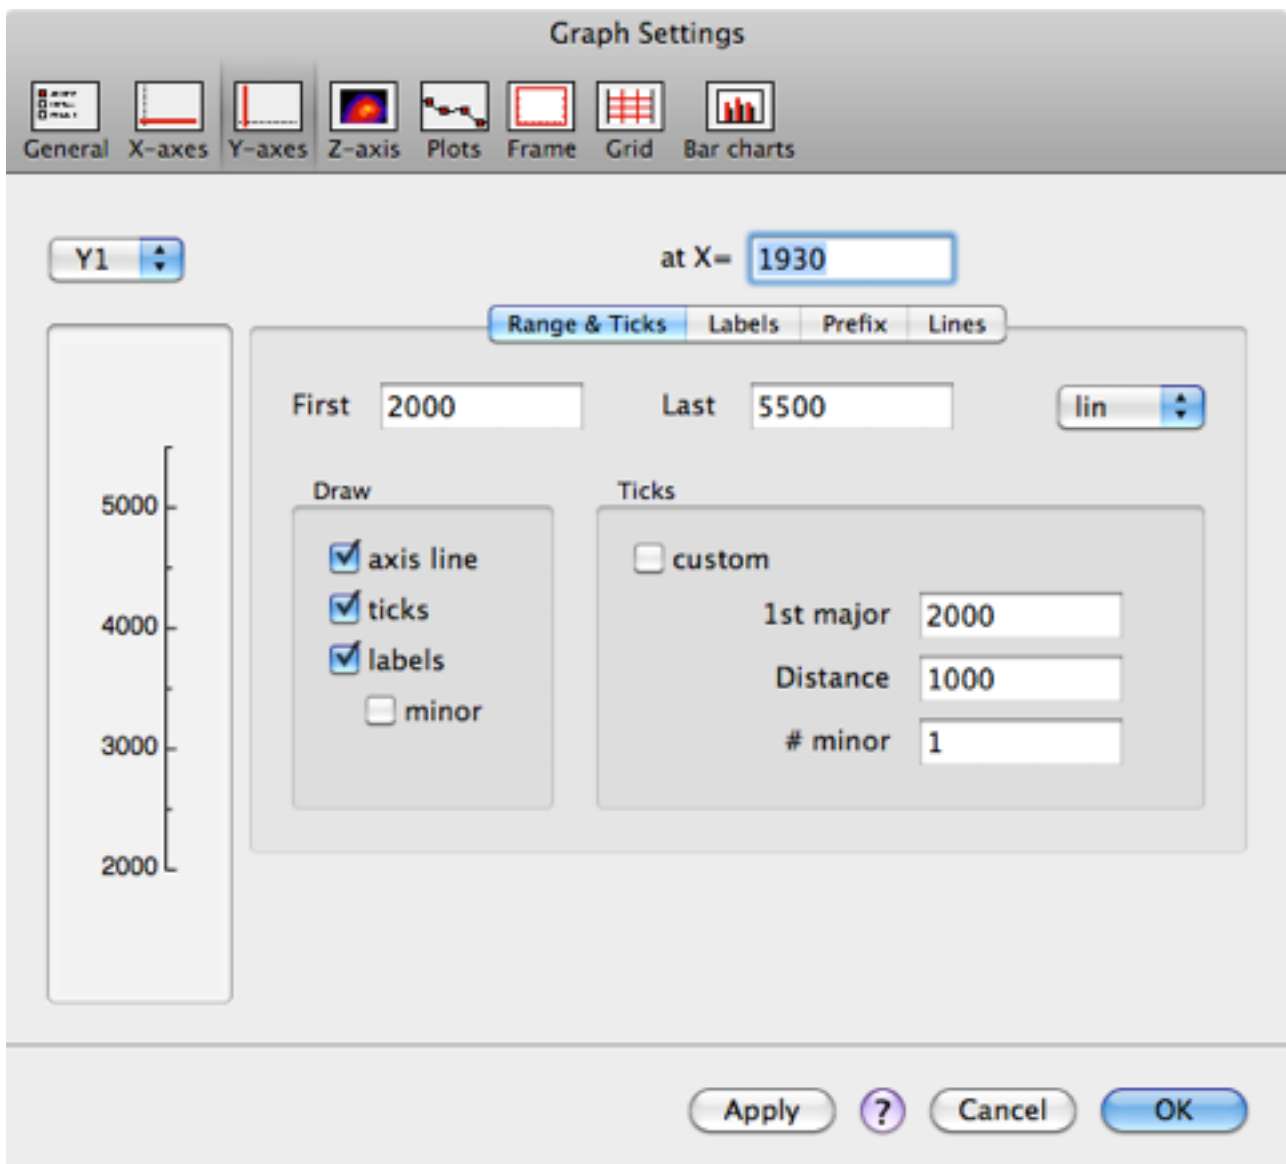 Graph Settings
General X-axes Y-axes Z-axis Plots Frame Grid Bar charts
Y1 at X= 1930
Range & Ticks Labels Prefix Lines
First 2000 Last 5500 lin
Draw Ticks
5000
axis line custom
ticks 1st major 2000
4000
labels Distance 1000
minor # minor 1
3000
2000
Apply ? Cancel OK